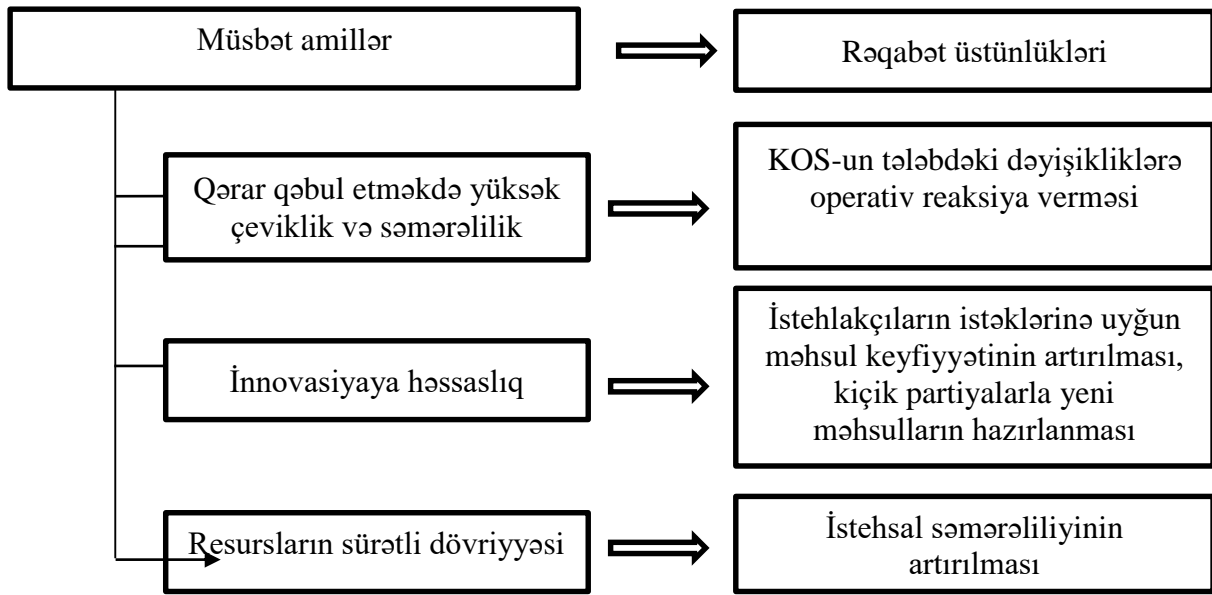 Müsbət amillər
Rəqabət üstünlükləri
Qərar qəbul etməkdə yüksək
çeviklik və səmərəlilik
KOS-un tələbdəki dəyişikliklərə
operativ reaksiya verməsi
İnnovasiyaya həssaslıq
İstehlakçıların istəklərinə uyğun
məhsul keyfiyyətinin artırılması,
kiçik partiyalarla yeni
məhsulların hazırlanması
Resursların sürətli dövriyyəsi
İstehsal səmərəliliyinin
artırılması